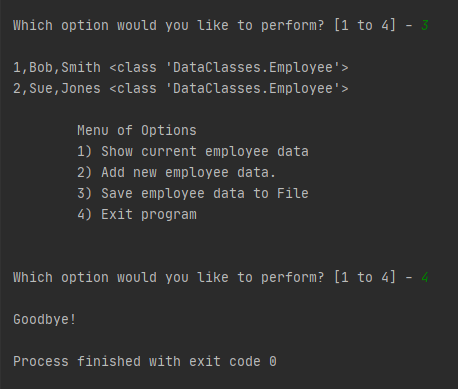 Which option would you like to perform? [1 to 4] - 3
1,Bob,Smith <class 'DataClasses.Employee'>
2,Sue,Jones <class 'DataClasses.Employee'>
Menu of Options
1) Show current employee data
2) Add new employee data.
3) Save employee data to File
4) Exit program
Which option would you like to perform? [1 to 4] - 4
Goodbye!
Process finished with exit code 0